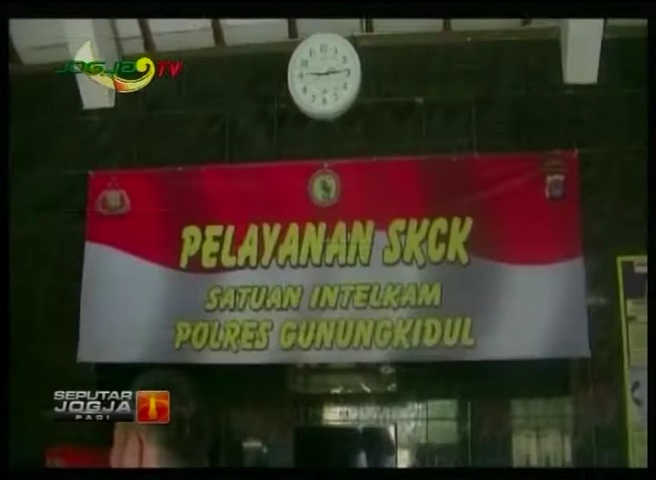 JOGJA TV
PELAYANAN SKCK
SATUAN INTELKAM
POLRES GUNUNGKIDUL
SEPUTAR
JOGJA
PAGI